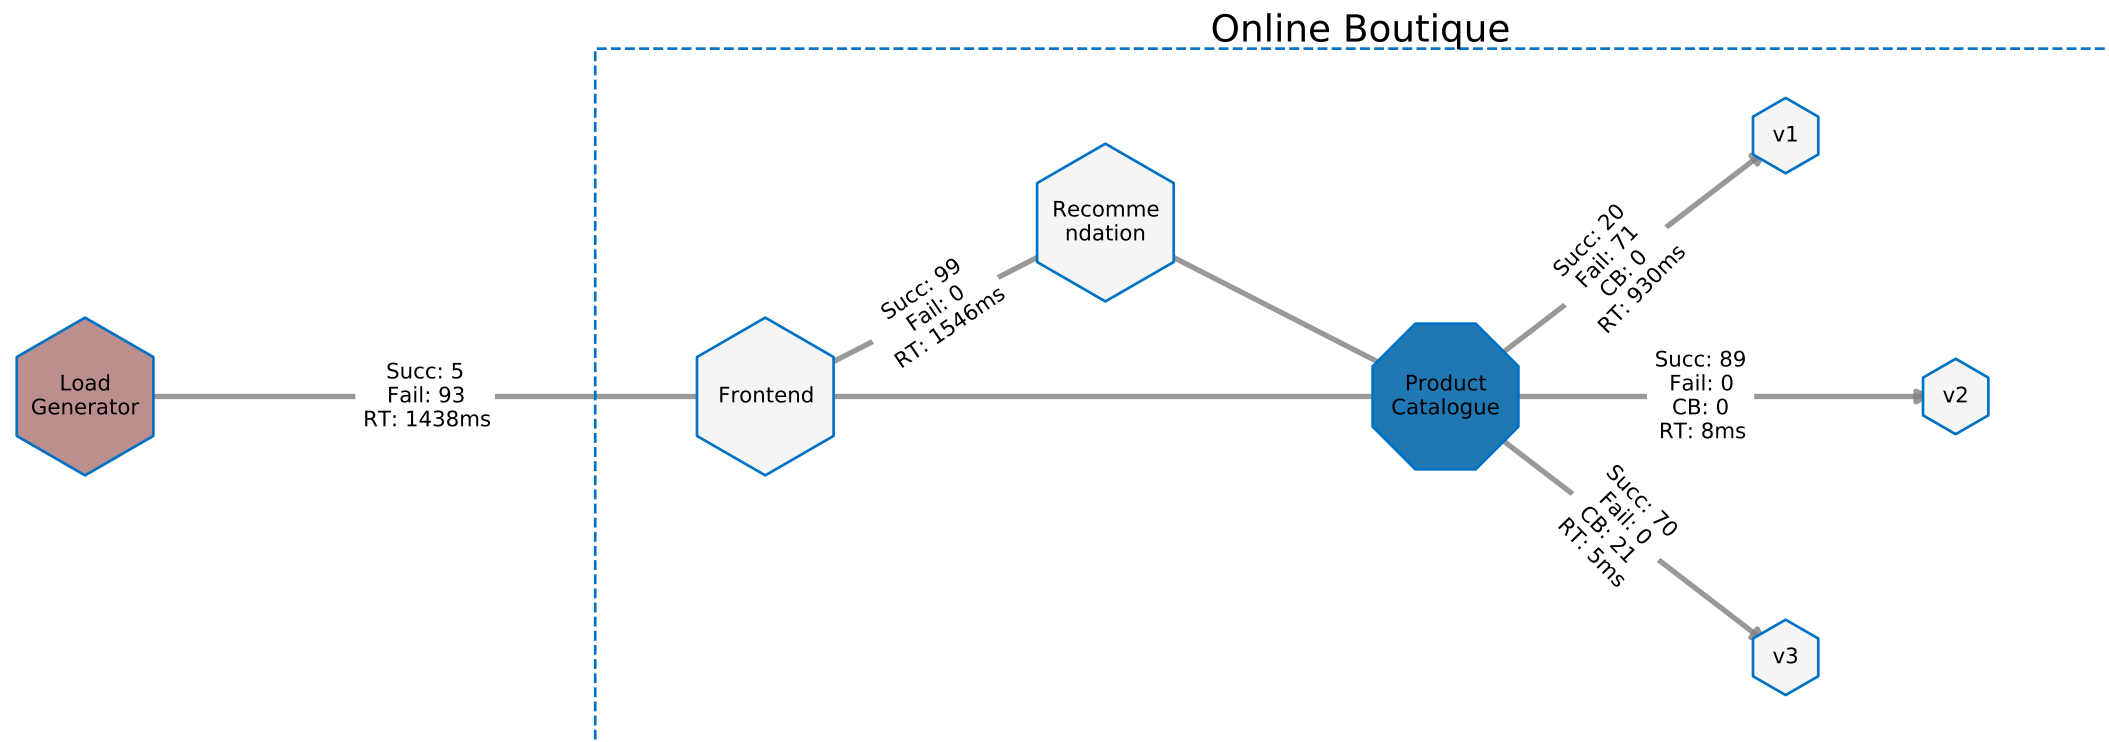 Online Boutique
v1
Recomme
ndation
Succ: 20
Fail: 71
CB: 0
RT: 930ms
Succ: 99
Fail: 0
RT: 1546ms
Load
Generator
Succ: 5
Fail: 93
RT: 1438ms
Frontend
Product
Catalogue
Succ: 89
Fail: 0
CB: 0
RT: 8ms
v2
Succ: 70
Fail: 0
CB: 21
RT: 5ms
v3